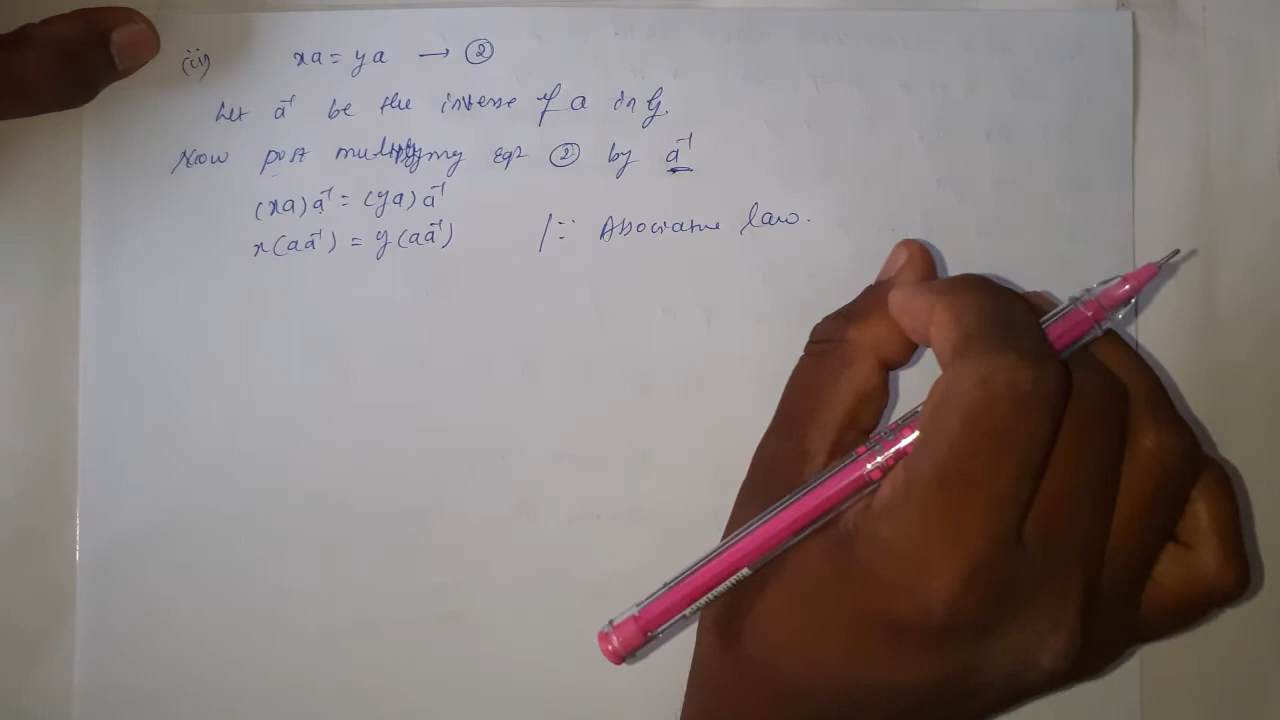 (ii) xa = ya → ②
Let a⁻¹ be the inverse of a in G.
Now post multiplying eqn ② by a⁻¹
(xa)a⁻¹ = (ya)a⁻¹
x(aa⁻¹) = y(aa⁻¹) /∵ Associative law.